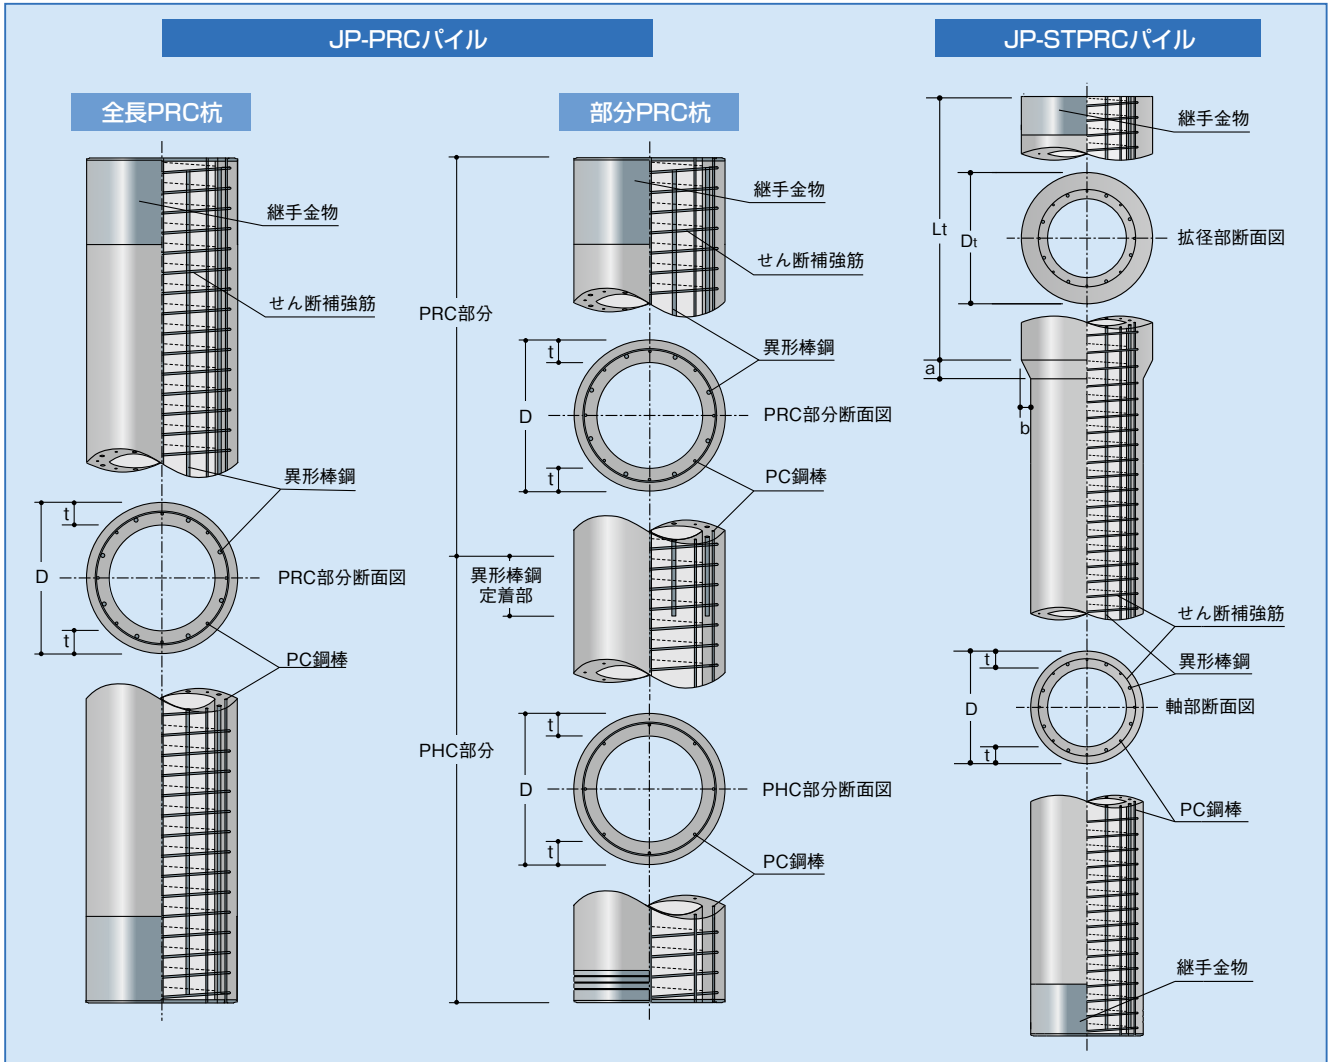 JP-PRCパイル
全長PRC杭
継手金物
せん断補強筋
異形棒鋼
t
D
PRC部分断面図
t
PC鋼棒
部分PRC杭
継手金物
せん断補強筋
PRC部分
異形棒鋼
t
D
PRC部分断面図
t
PC鋼棒
異形棒鋼
定着部
PHC部分
t
D
PHC部分断面図
t
PC鋼棒
JP-STPRCパイル
継手金物
Lt
Dt
拡径部断面図
a
b
せん断補強筋
異形棒鋼
t
D
軸部断面図
t
PC鋼棒
継手金物